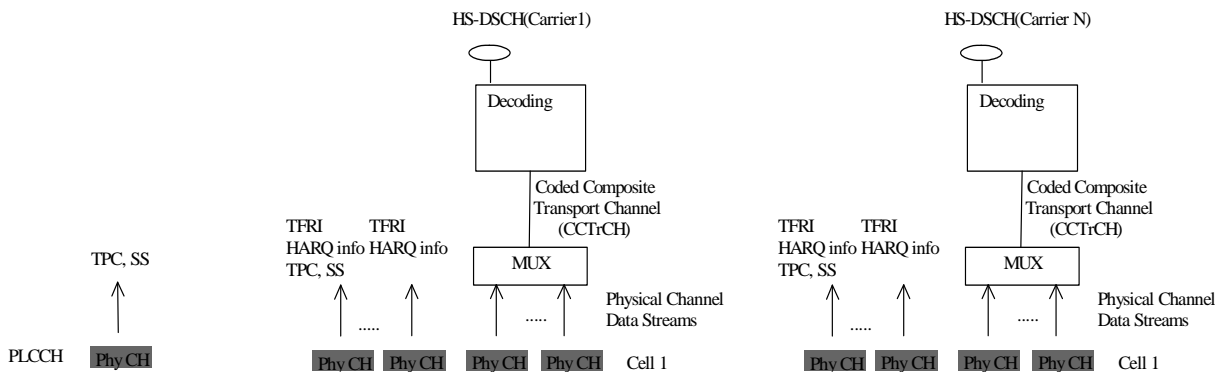 HS-DSCH(Carrier1)
HS-DSCH(Carrier N)
Decoding
Decoding
Coded Composite
Transport Channel
(CCTrCH)
Coded Composite
Transport Channel
(CCTrCH)
TPC, SS
TFRI
HARQ info
TPC, SS
TFRI
HARQ info
MUX
TFRI
HARQ info
TPC, SS
TFRI
HARQ info
MUX
.....
.....
Physical Channel
Data Streams
.....
.....
Physical Channel
Data Streams
PLCCH
Phy CH
Phy CH
Phy CH
Phy CH
Phy CH
Cell 1
Phy CH
Phy CH
Phy CH
Phy CH
Cell 1